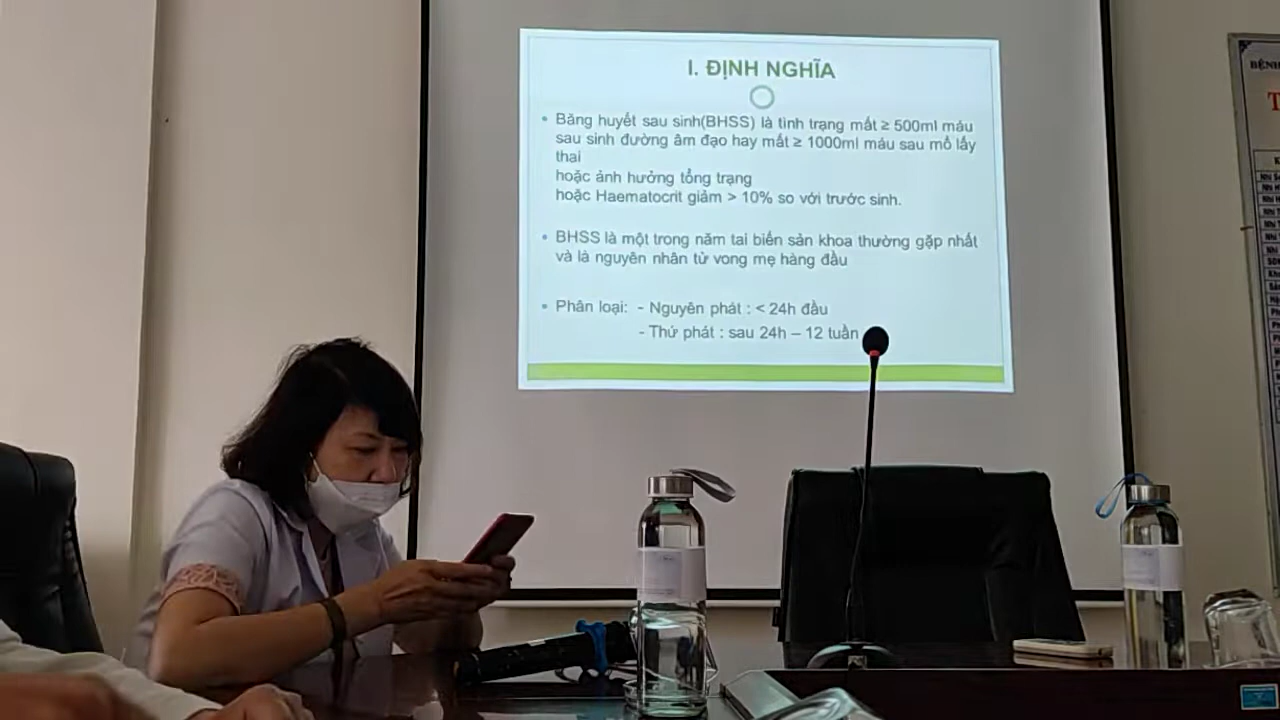 I. ĐỊNH NGHĨA
• Băng huyết sau sinh(BHSS) là tình trạng mất ≥ 500ml máu
sau sinh đường âm đạo hay mất ≥ 1000ml máu sau mổ lấy
thai
hoặc ảnh hưởng tổng trạng
hoặc Haematocrit giảm > 10% so với trước sinh.
• BHSS là một trong năm tai biến sản khoa thường gặp nhất
và là nguyên nhân tử vong mẹ hàng đầu
• Phân loại: - Nguyên phát : < 24h đầu
- Thứ phát : sau 24h – 12 tuần
BỆNH